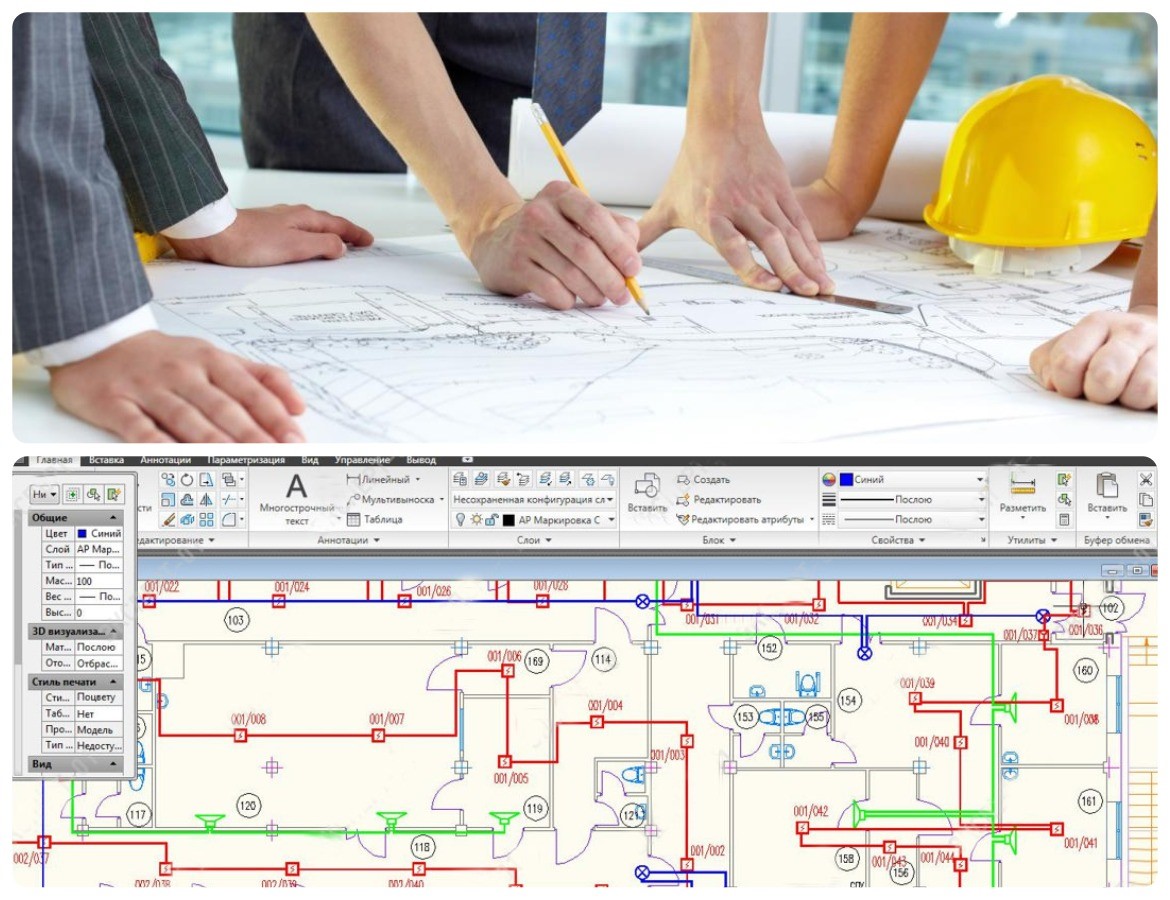 Главная Вставка Аннотации Параметризация Вид Управление Вывод
Ни
Линейный
Создать
Синий
A
Мультивыноска
Несохраненная конфигурация сл
Вставить
Редактировать
Послою
Разметить
Вставить
Многострочный
текст
Таблица
АР Маркировка С
Редактировать атрибуты
Послою
Аннотации
Слои
Блок
Свойства
Утилиты
Буфер обмена
Общие
Цвет Синий
Слой АР Мар...
Тип ... По...
Мас... 100
Вес ... По...
Выс... 0
3D визуализа...
Мат... Послою
Ото... Отбрас...
Стиль печати
Сти... Поцвету
Таб... Нет
Про... Модель
Тип ... Недосту...
Вид
001/022
001/024
001/026
001/028
103
001/031
001/032
001/034
102
001/037
001/036
152
001/006
169
114
160
001/039
154
001/008
001/007
001/004
153
155
001/003
001/040
001/005
120
119
121
117
161
001/042
118
001/041
001/002
158
001/043
001/044
156
002/037
002/038
002/039
002/040